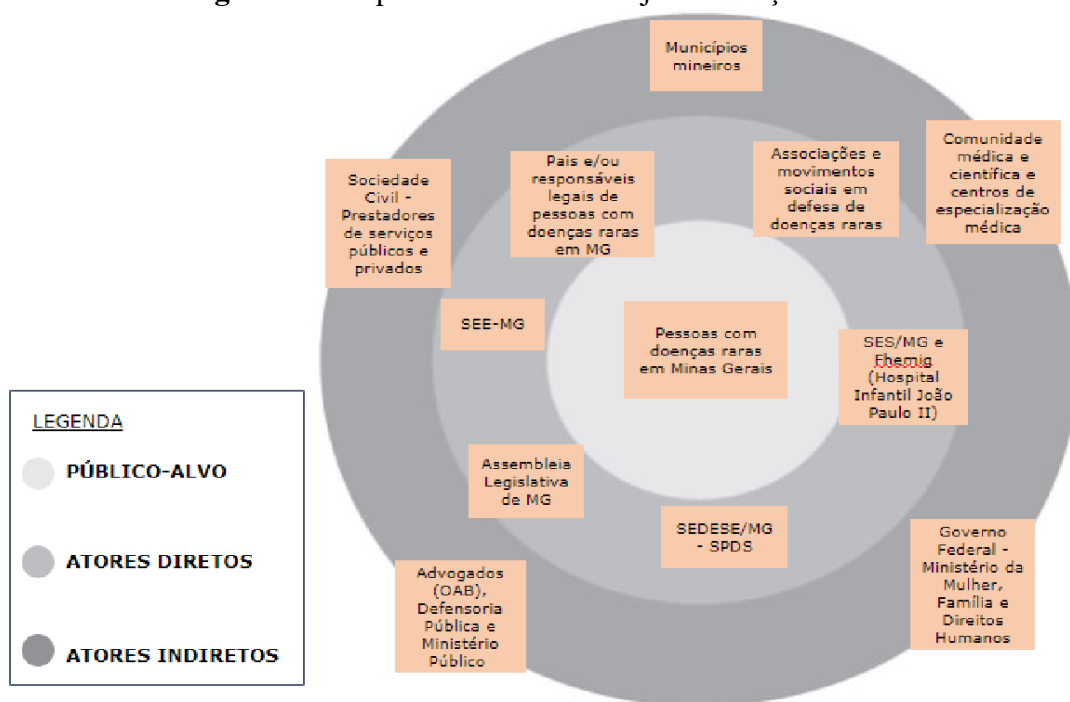 Municípios
mineiros
Comunidade
médica e
científica e
centros de
especialização
médica
Associações e
movimentos
sociais em
defesa de
doenças raras
Pais e/ou
responsáveis
legais de
pessoas com
doenças raras
em MG
Sociedade
Civil -
Prestadores
de serviços
públicos e
privados
SEE-MG
Pessoas com
doenças raras
em Minas Gerais
SES/MG e
Fhemig
(Hospital
Infantil João
Paulo II)
Assembleia
Legislativa
de MG
SEDESE/MG
- SPDS
Governo
Federal -
Ministério da
Mulher,
Família e
Direitos
Humanos
Advogados
(OAB),
Defensoria
Pública e
Ministério
Público
LEGENDA
PÚBLICO-ALVO
ATORES DIRETOS
ATORES INDIRETOS